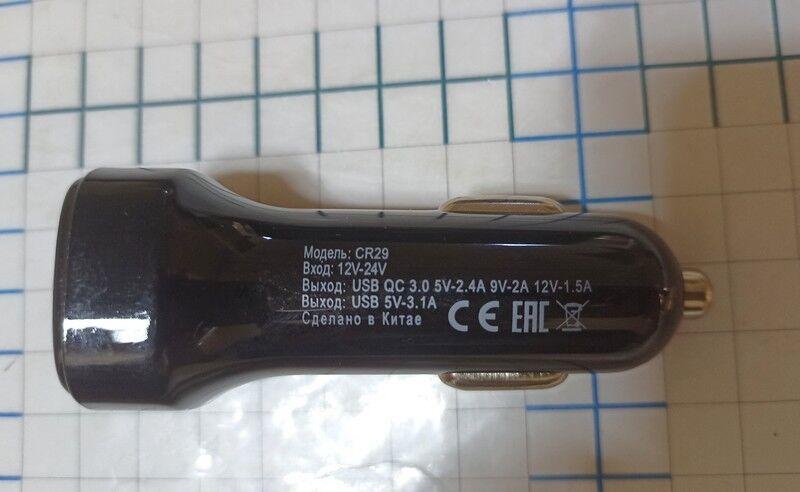 Модель: CR29
Вход: 12V-24V
Выход: USB QC 3.0 5V-2.4A 9V-2A 12V-1.5A
Выход: USB 5V-3.1A
Сделано в Китае CE EAC